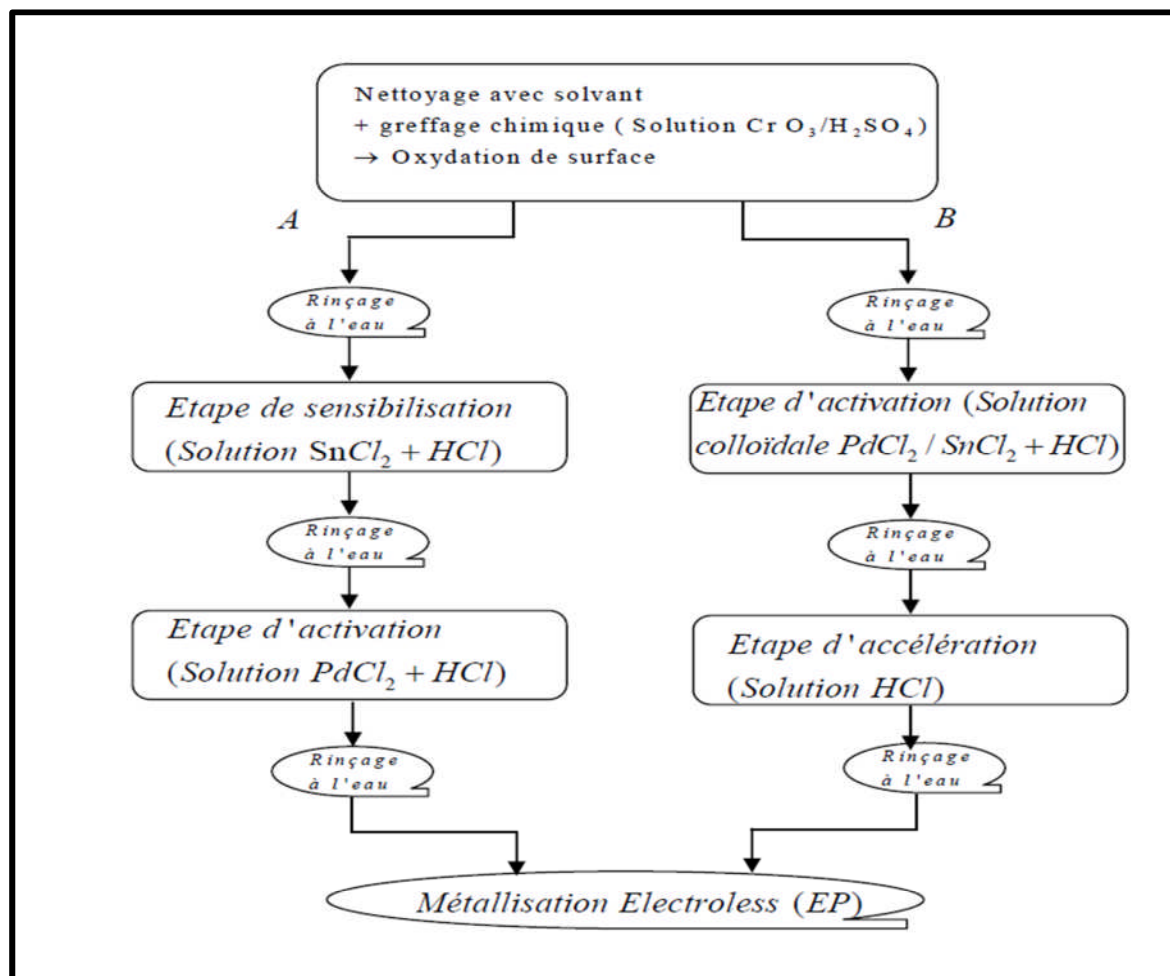 Nettoyage avec solvant
+ greffage chimique ( Solution Cr O₃/H₂SO₄)
→ Oxydation de surface
A
B
Rinçage
à l'eau
Rinçage
à l'eau
Etape de sensibilisation
(Solution SnCl₂ + HCl)
Etape d'activation (Solution
colloïdale PdCl₂ / SnCl₂ + HCl)
Rinçage
à l'eau
Rinçage
à l'eau
Etape d'activation
(Solution PdCl₂ + HCl)
Etape d'accélération
(Solution HCl)
Rinçage
à l'eau
Rinçage
à l'eau
Métallisation Electroless (EP)